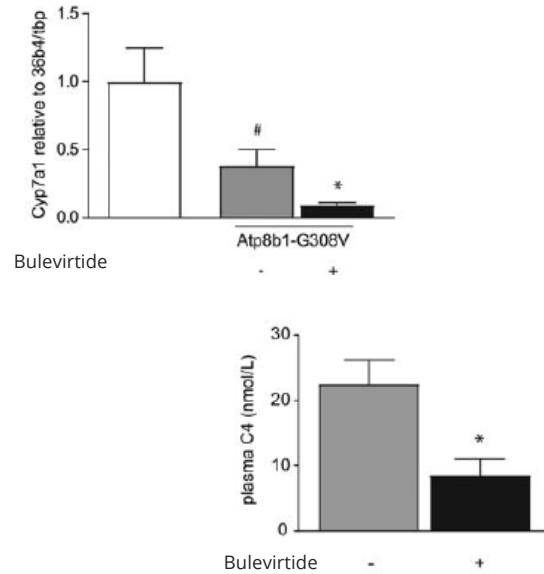 Cyp7a1 relative to 36b4/tbp
1.5
1.0
0.5
0.0
#
*
Atp8b1-G308V
Bulevirtide - +
plasma C4 (nmol/L)
30
20
10
0
*
Bulevirtide - +